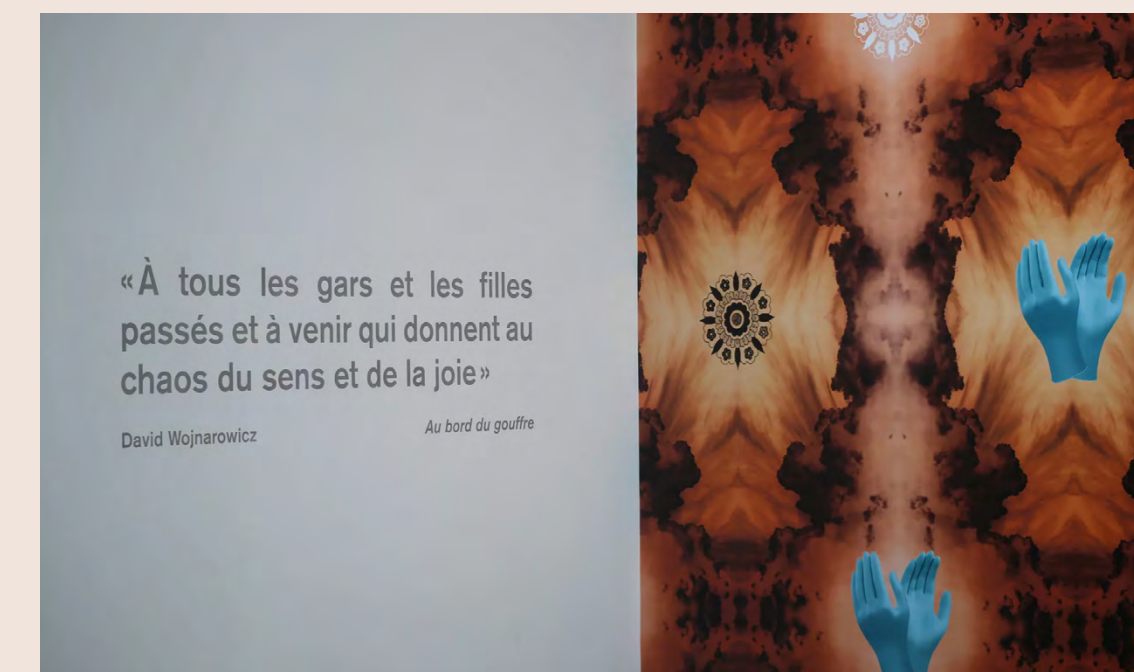 « À tous les gars et les filles
passés et à venir qui donnent au
chaos du sens et de la joie »
David Wojnarowicz
Au bord du gouffre